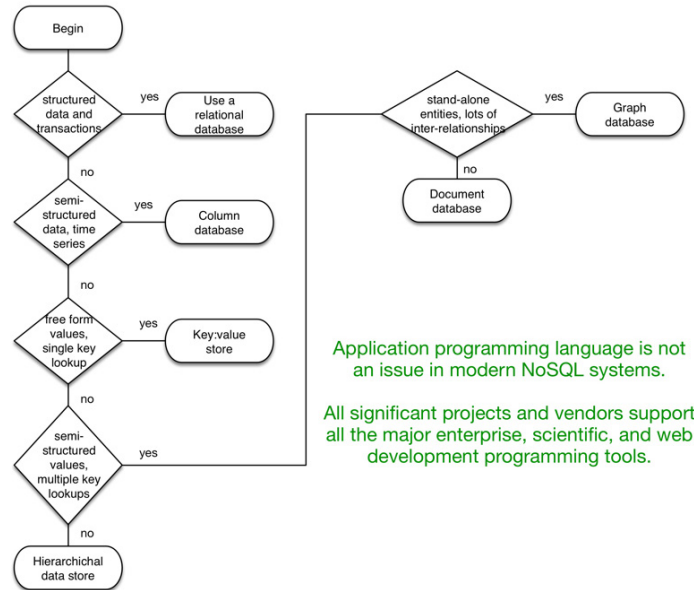 Begin
structured
data and
transactions
yes
Use a
relational
database
no
semi-
structured
data, time
series
yes
Column
database
no
free form
values,
single key
lookup
yes
Key:value
store
no
semi-
structured
values,
multiple key
lookups
yes
no
Hierarchichal
data store
stand-alone
entities, lots of
inter-relationships
yes
Graph
database
no
Document
database
Application programming language is not
an issue in modern NoSQL systems.
All significant projects and vendors support
all the major enterprise, scientific, and web
development programming tools.